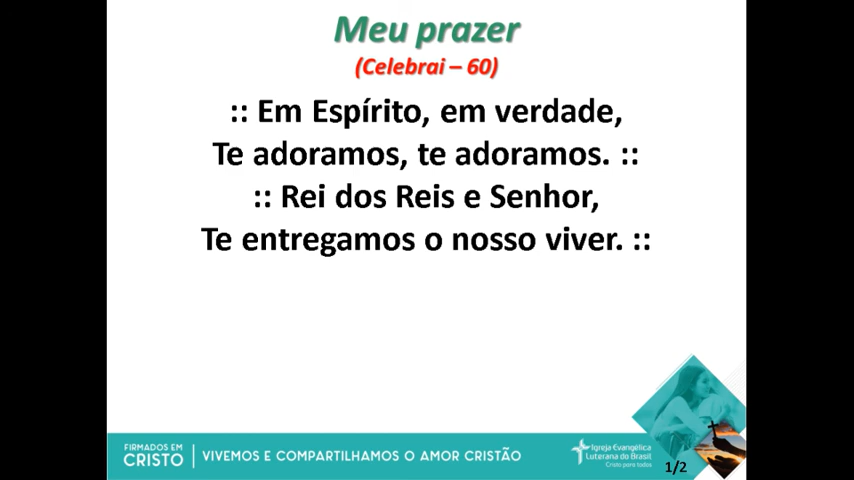 Meu prazer
(Celebrai – 60)
:: Em Espírito, em verdade,
Te adoramos, te adoramos. ::
:: Rei dos Reis e Senhor,
Te entregamos o nosso viver. ::
FIRMADOS EM
CRISTO
VIVEMOS E COMPARTILHAMOS O AMOR CRISTÃO
Igreja Evangélica
Luterana do Brasil
Cristo para todos
1/2